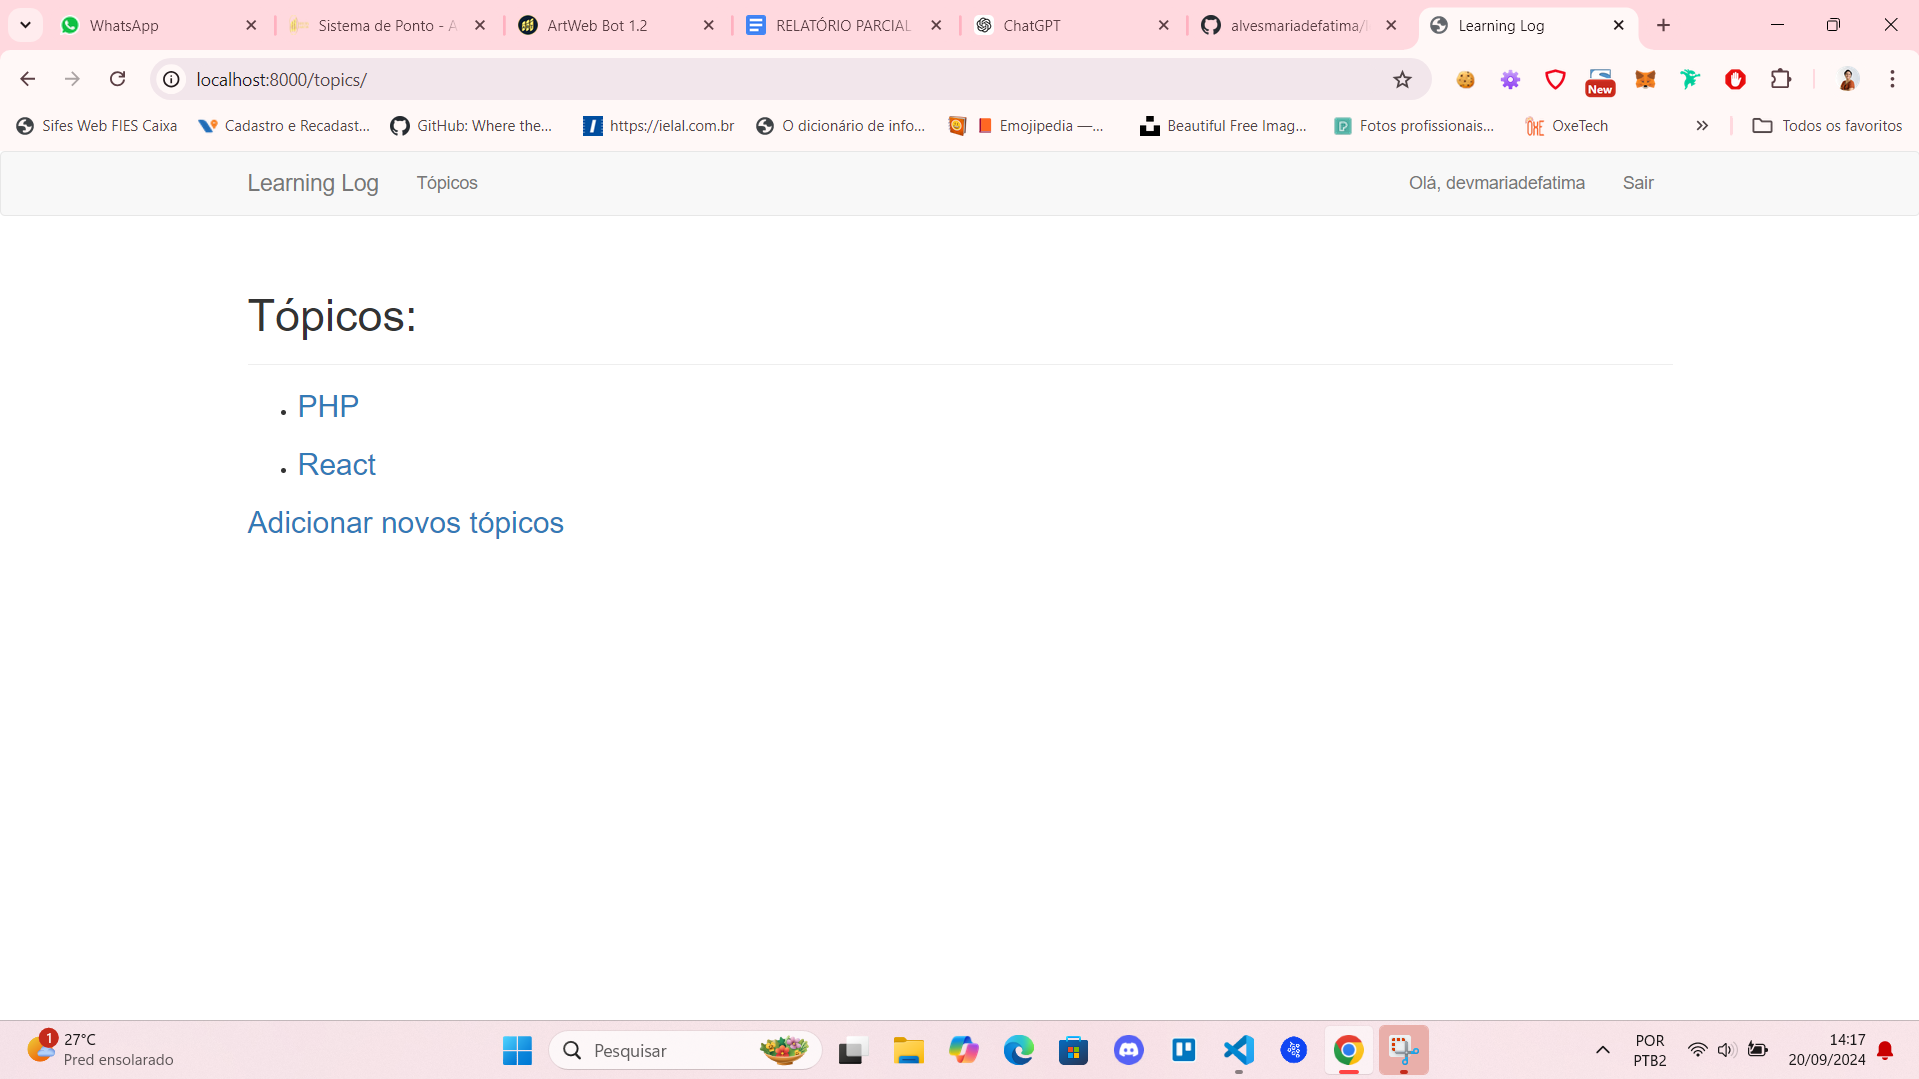 WhatsApp
Sistema de Ponto - A
ArtWeb Bot 1.2
RELATÓRIO PARCIAL
ChatGPT
alvesmariadefatima/
Learning Log
localhost:8000/topics/
New
Sifes Web FIES Caixa
Cadastro e Recadast...
GitHub: Where the...
https://ielal.com.br
O dicionário de info...
Emojipedia —...
Beautiful Free Imag...
Fotos profissionais...
OxeTech
Todos os favoritos
Learning Log
Tópicos
Olá, devmariadefatima
Sair
Tópicos:
PHP
React
Adicionar novos tópicos
1
27°C
Pred ensolarado
Pesquisar
POR
PTB2
14:17
20/09/2024